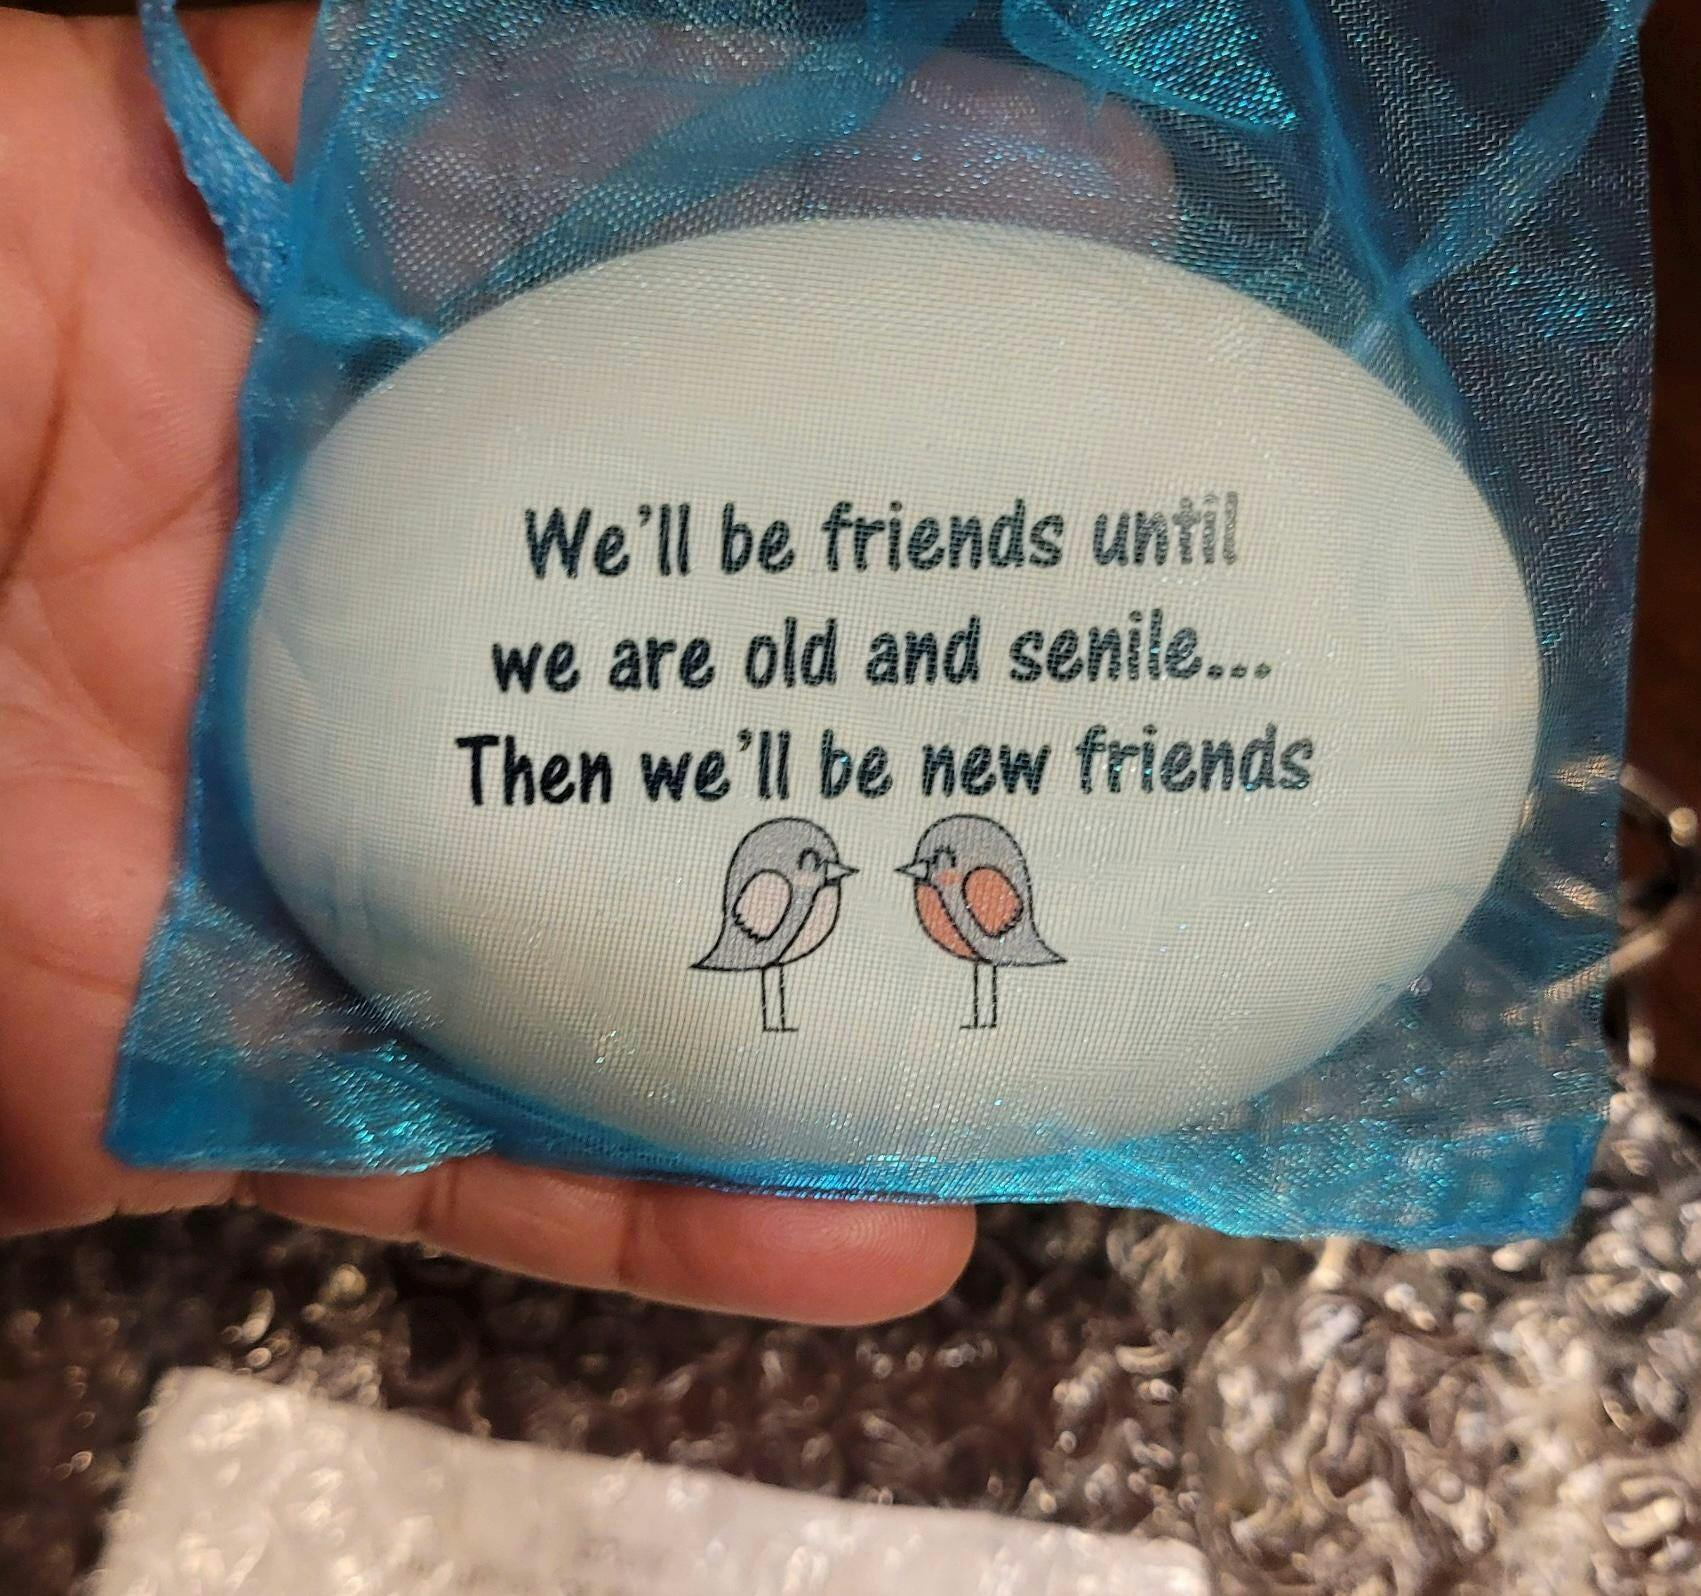 We'll be friends until
we are old and senile...
Then we'll be new friends